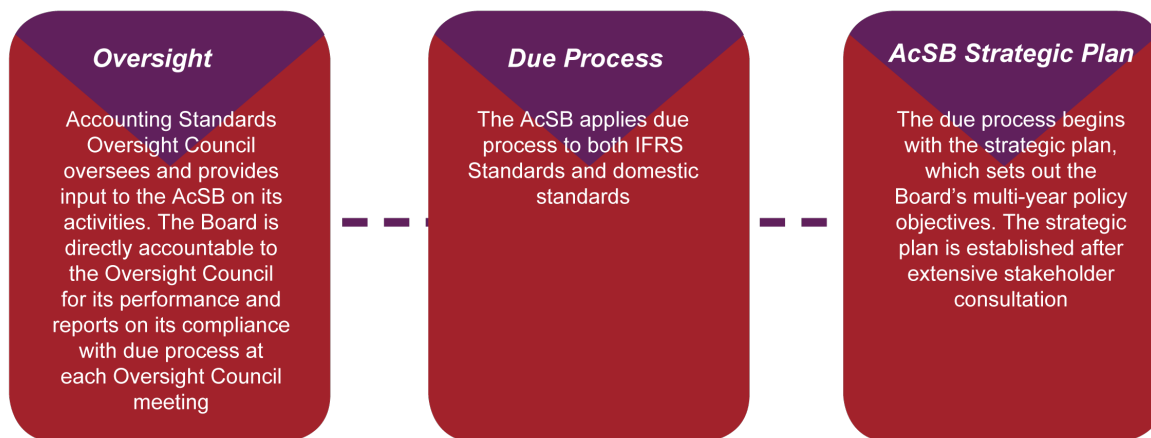 Oversight
Accounting Standards
Oversight Council
oversees and provides
input to the AcSB on its
activities. The Board is
directly accountable to
the Oversight Council
for its performance and
reports on its compliance
with due process at
each Oversight Council
meeting
Due Process
The AcSB applies due
process to both IFRS
Standards and domestic
standards
AcSB Strategic Plan
The due process begins
with the strategic plan,
which sets out the
Board’s multi-year policy
objectives. The strategic
plan is established after
extensive stakeholder
consultation